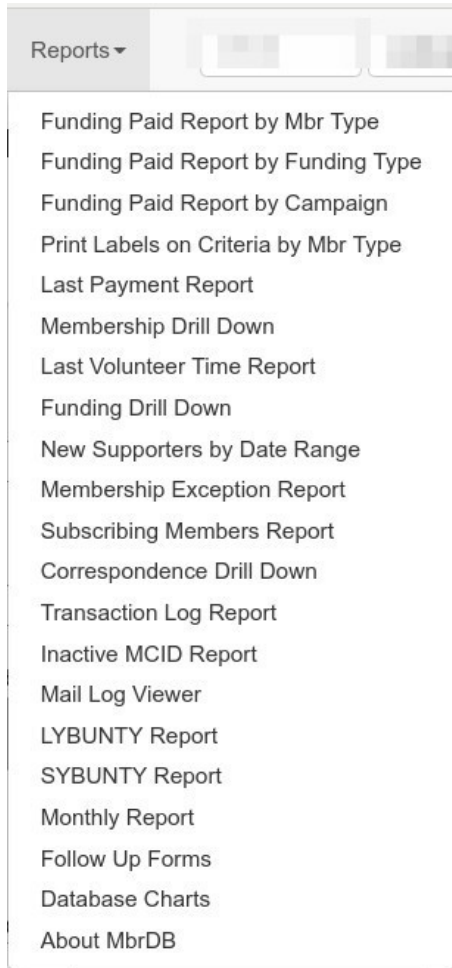 Reports
Funding Paid Report by Mbr Type
Funding Paid Report by Funding Type
Funding Paid Report by Campaign
Print Labels on Criteria by Mbr Type
Last Payment Report
Membership Drill Down
Last Volunteer Time Report
Funding Drill Down
New Supporters by Date Range
Membership Exception Report
Subscribing Members Report
Correspondence Drill Down
Transaction Log Report
Inactive MCID Report
Mail Log Viewer
LYBUNTY Report
SYBUNTY Report
Monthly Report
Follow Up Forms
Database Charts
About MbrDB